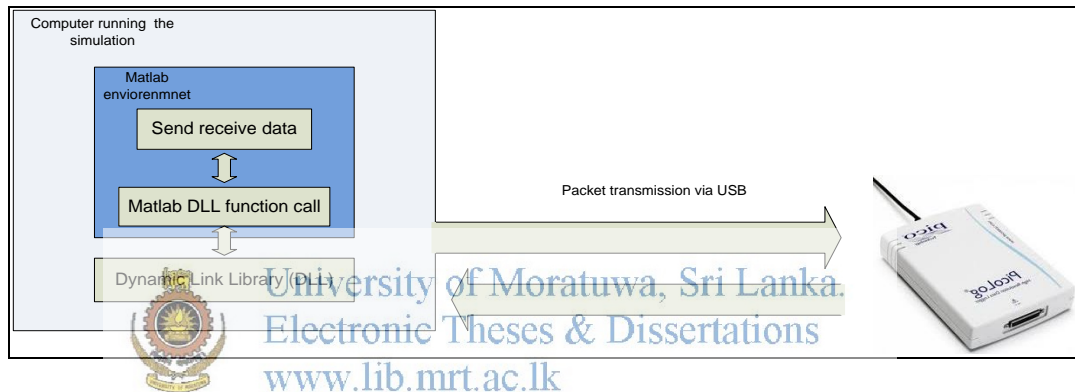 Computer running the
simulation
Matlab
enviorenmnet
Send receive data
Matlab DLL function call
Packet transmission via USB
Dynamic Link Library (DLL)
University of Moratuwa, Sri Lanka.
Electronic Theses & Dissertations
www.lib.mrt.ac.lk
pico
picoLog